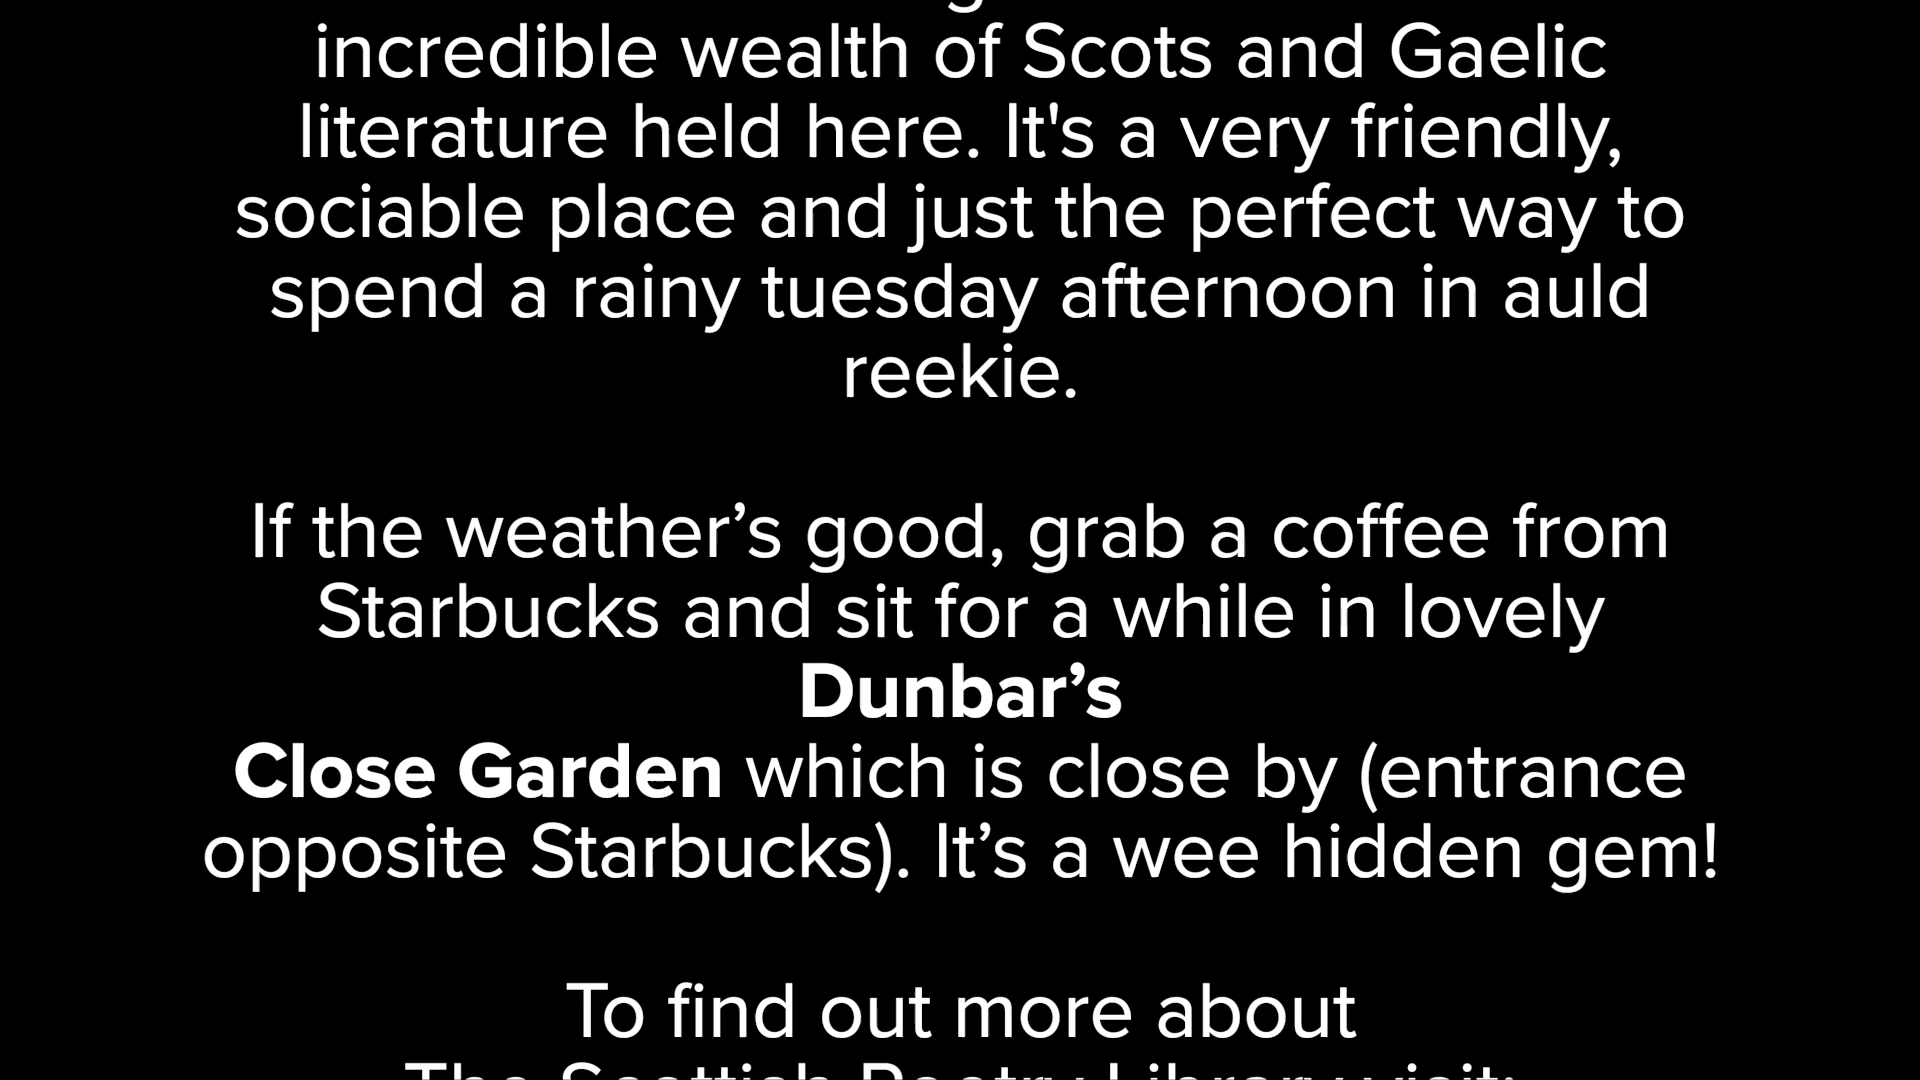 incredible wealth of Scots and Gaelic
literature held here. It's a very friendly,
sociable place and just the perfect way to
spend a rainy tuesday afternoon in auld
reekie.
If the weather’s good, grab a coffee from
Starbucks and sit for a while in lovely
Dunbar’s
Close Garden which is close by (entrance
opposite Starbucks). It’s a wee hidden gem!
To find out more about
The Scottish Poetry Library visit: